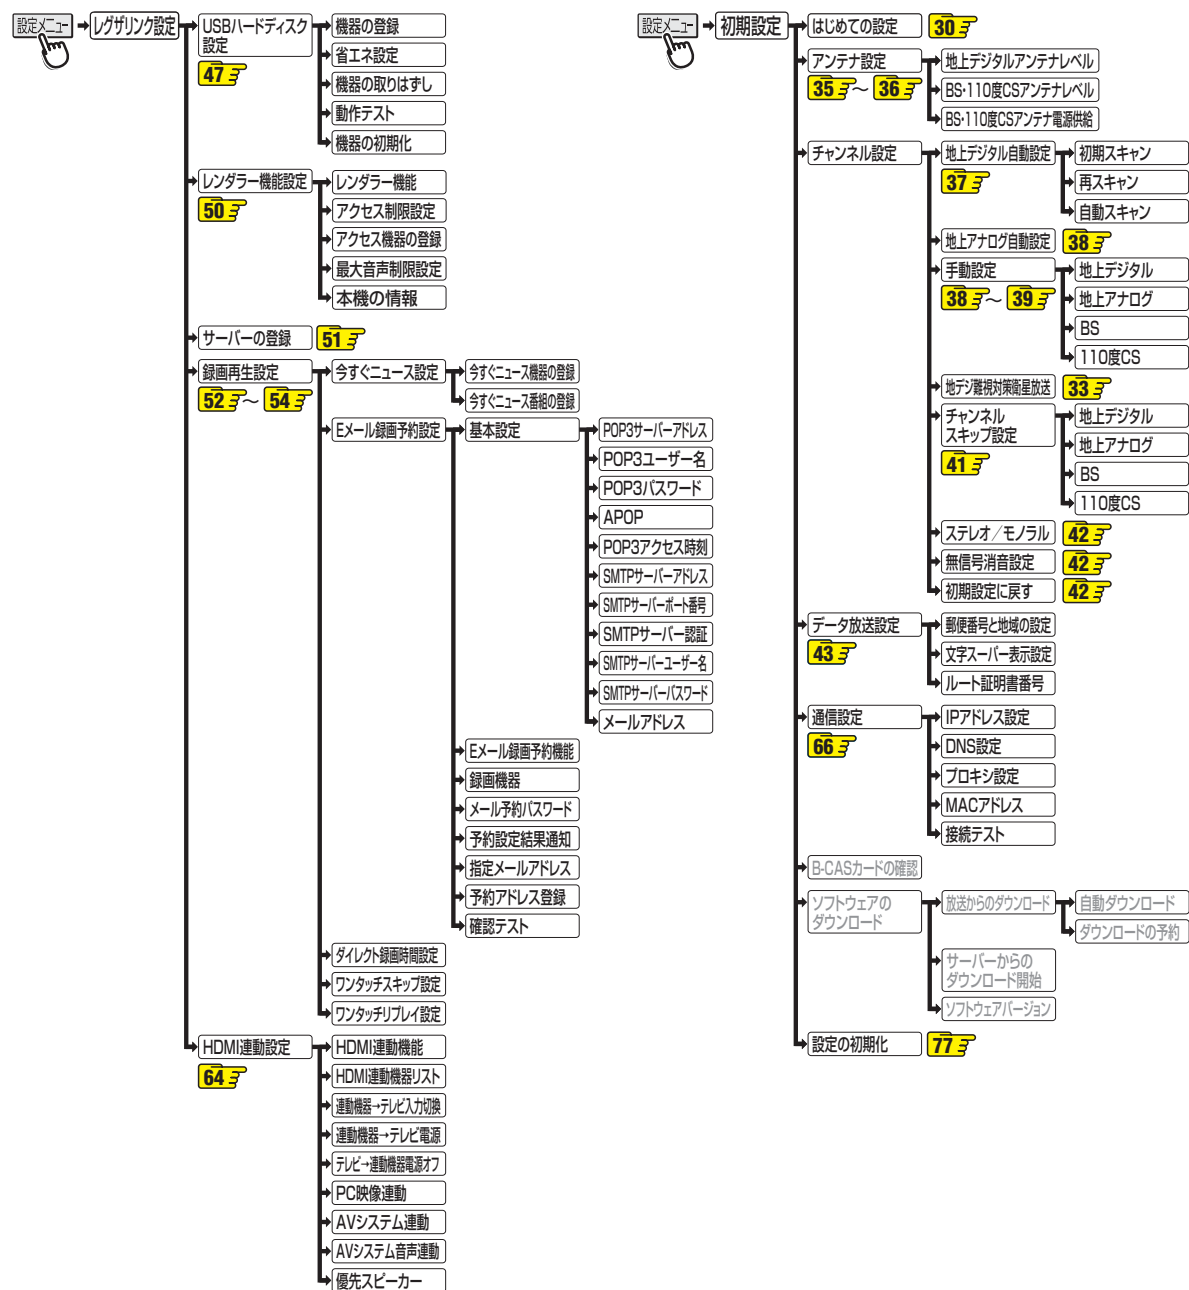 設定メニュー
レグザリンク設定
USBハードディスク
設定
47
機器の登録
省エネ設定
機器の取りはずし
動作テスト
機器の初期化
レンダラー機能設定
50
レンダラー機能
アクセス制限設定
アクセス機器の登録
最大音声制限設定
本機の情報
サーバーの登録 51
録画再生設定
52 ～ 54
今すぐニュース設定
今すぐニュース機器の登録
今すぐニュース番組の登録
Eメール録画予約設定
基本設定
POP3サーバーアドレス
POP3ユーザー名
POP3パスワード
APOP
POP3アクセス時刻
SMTPサーバーアドレス
SMTPサーバーポート番号
SMTPサーバー認証
SMTPサーバーユーザー名
SMTPサーバーパスワード
メールアドレス
Eメール録画予約機能
録画機器
メール予約パスワード
予約設定結果通知
指定メールアドレス
予約アドレス登録
確認テスト
ダイレクト録画時間設定
ワンタッチスキップ設定
ワンタッチリプレイ設定
HDMI連動設定
64
HDMI連動機能
HDMI連動機器リスト
連動機器→テレビ入力切換
連動機器→テレビ電源
テレビ→連動機器電源オフ
PC映像連動
AVシステム連動
AVシステム音声連動
優先スピーカー
設定メニュー
初期設定
はじめての設定 30
アンテナ設定
35 ～ 36
地上デジタルアンテナレベル
BS・110度CSアンテナレベル
BS・110度CSアンテナ電源供給
チャンネル設定
地上デジタル自動設定
37
初期スキャン
再スキャン
自動スキャン
地上アナログ自動設定 38
手動設定
38 ～ 39
地上デジタル
地上アナログ
BS
110度CS
地デジ難視対策衛星放送 33
チャンネル
スキップ設定
41
地上デジタル
地上アナログ
BS
110度CS
ステレオ／モノラル 42
無信号消音設定 42
初期設定に戻す 42
データ放送設定
43
郵便番号と地域の設定
文字スーパー表示設定
ルート証明書番号
通信設定
66
IPアドレス設定
DNS設定
プロキシ設定
MACアドレス
接続テスト
B-CASカードの確認
ソフトウェアの
ダウンロード
放送からのダウンロード
自動ダウンロード
ダウンロードの予約
サーバーからの
ダウンロード開始
ソフトウェアバージョン
設定の初期化 77